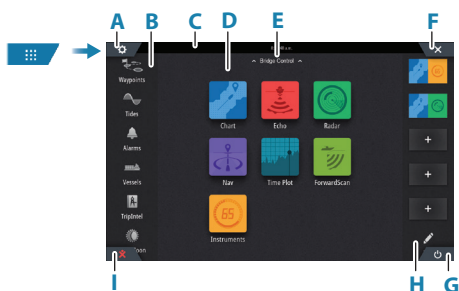 A
B
C
D
E
F
Bridge Control
Waypoints
Tides
Alarms
Vessels
TripIntel
Chart
Echo
Radar
Nav
Time Plot
ForwardScan
65
Instruments
+
+
+
I
H
G